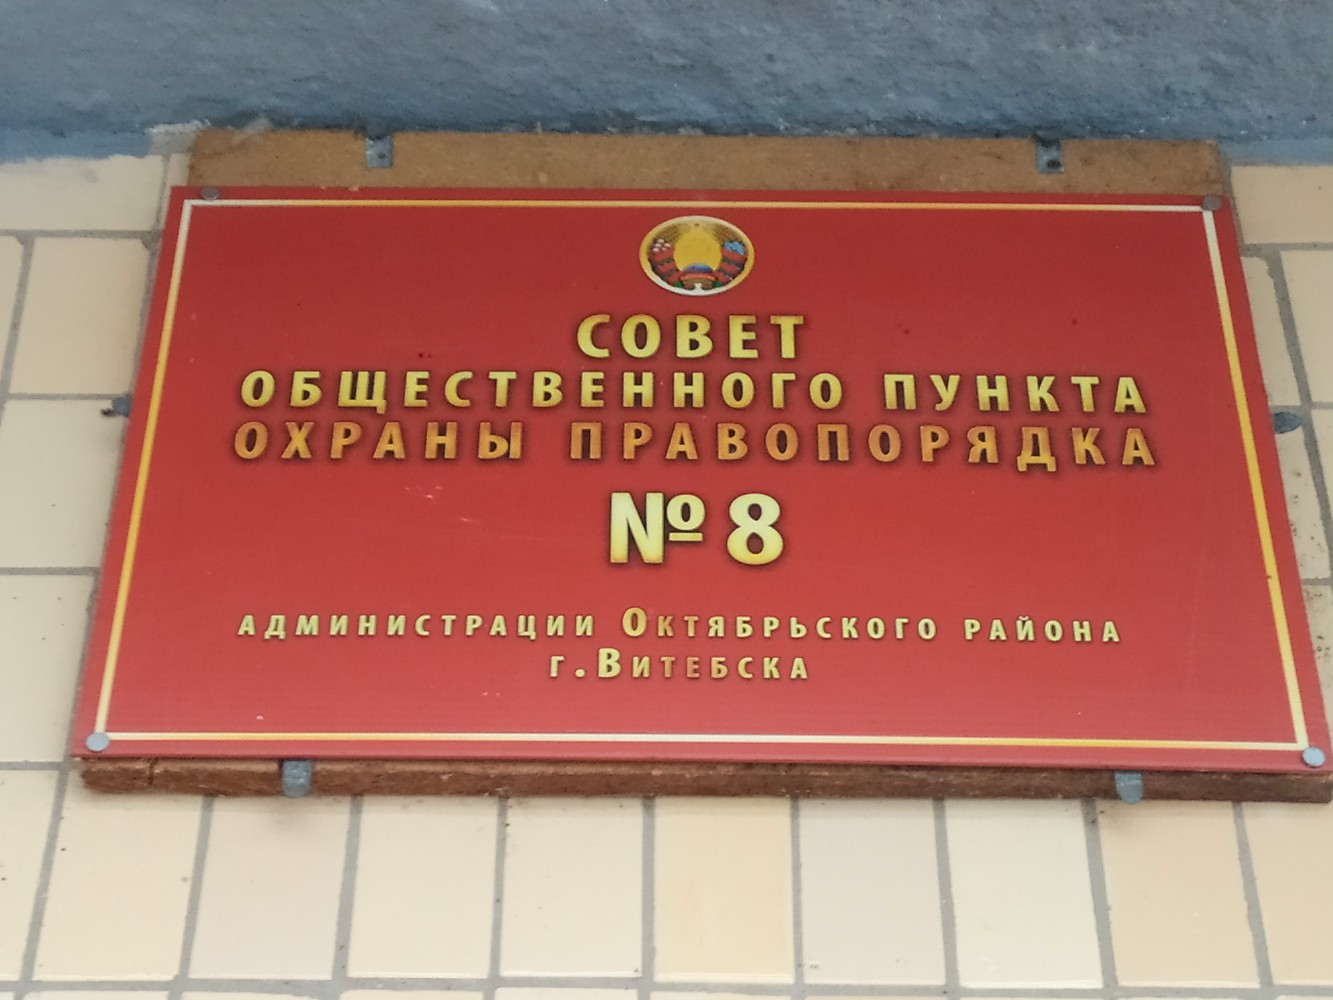 СОВЕТ
ОБЩЕСТВЕННОГО ПУНКТА
ОХРАНЫ ПРАВОПОРЯДКА
№ 8
АДМИНИСТРАЦИИ ОКТЯБРЬСКОГО РАЙОНА
Г. ВИТЕБСКА